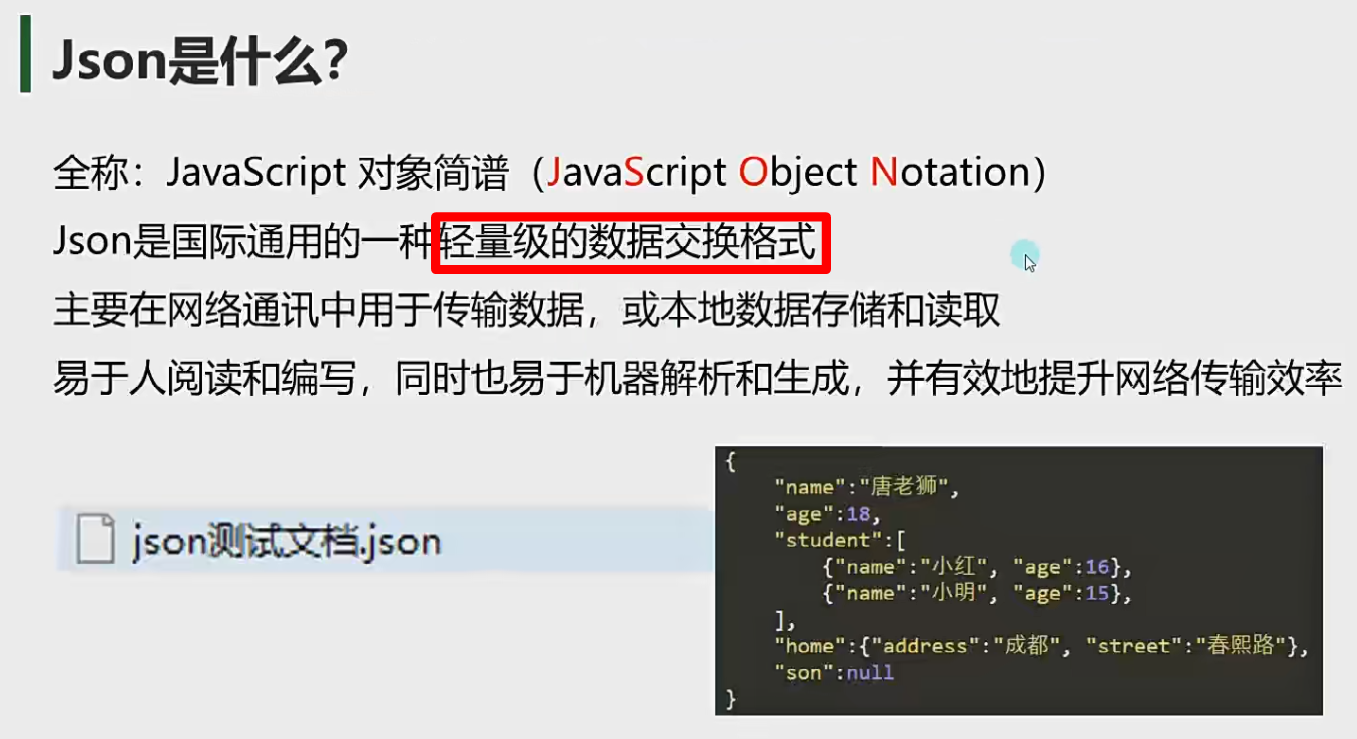 Json是什么？
全称：JavaScript 对象简谱（JavaScript Object Notation）
Json是国际通用的一种轻量级的数据交换格式
主要在网络通讯中用于传输数据，或本地数据存储和读取
易于人阅读和编写，同时也易于机器解析和生成，并有效地提升网络传输效率
json测试文档.json
{
"name":"唐老狮",
"age":18,
"student":[
{"name":"小红", "age":16},
{"name":"小明", "age":15},
],
"home":{"address":"成都", "street":"春熙路"},
"son":null
}